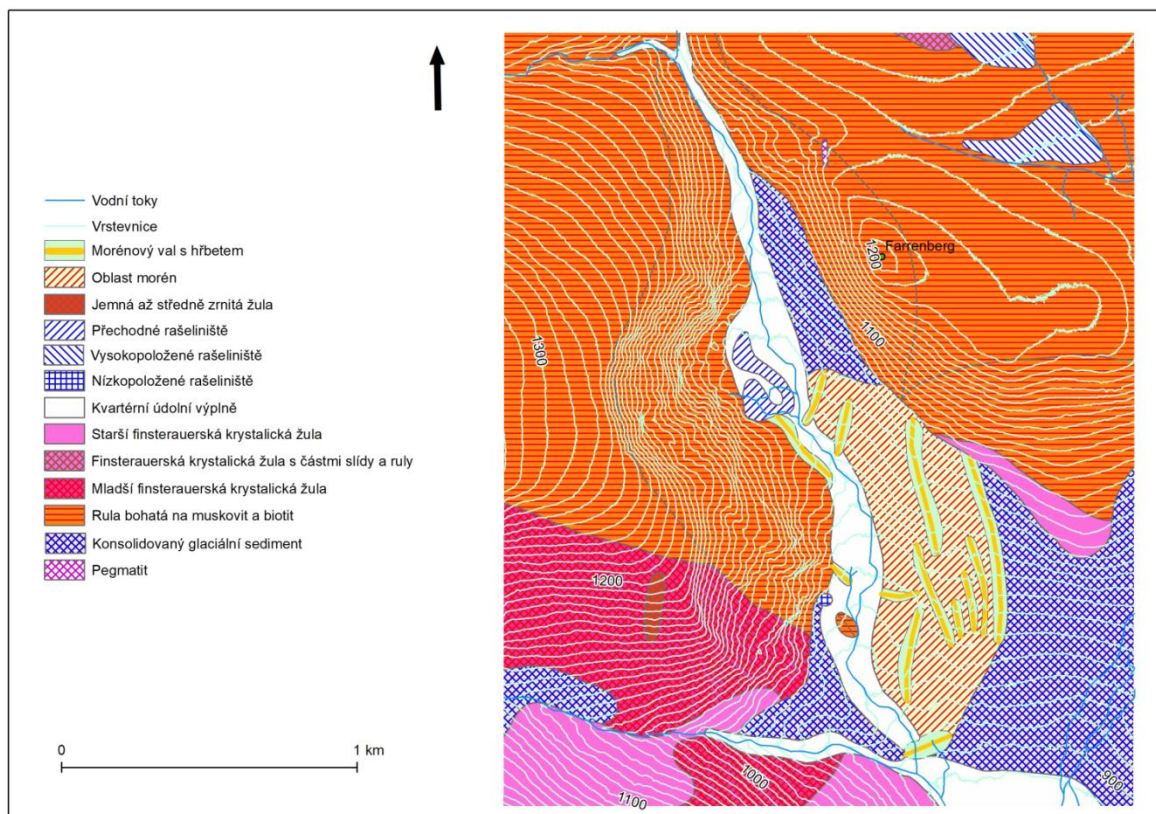 Vodní toky
Vrstevnice
Morénový val s hřbetem
Oblast morén
Jemná až středně zrnitá žula
Přechodné rašeliniště
Vysokopoložené rašeliniště
Nízkopoložené rašeliniště
Kvartérní údolní výplně
Starší finsterauerská krystalická žula
Finsterauerská krystalická žula s částmi slídy a ruly
Mladší finsterauerská krystalická žula
Rula bohatá na muskovit a biotit
Konsolidovaný glaciální sediment
Pegmatit
0 1 km
Farrenberg
1200
1100
1300
1200
1000
1100
900